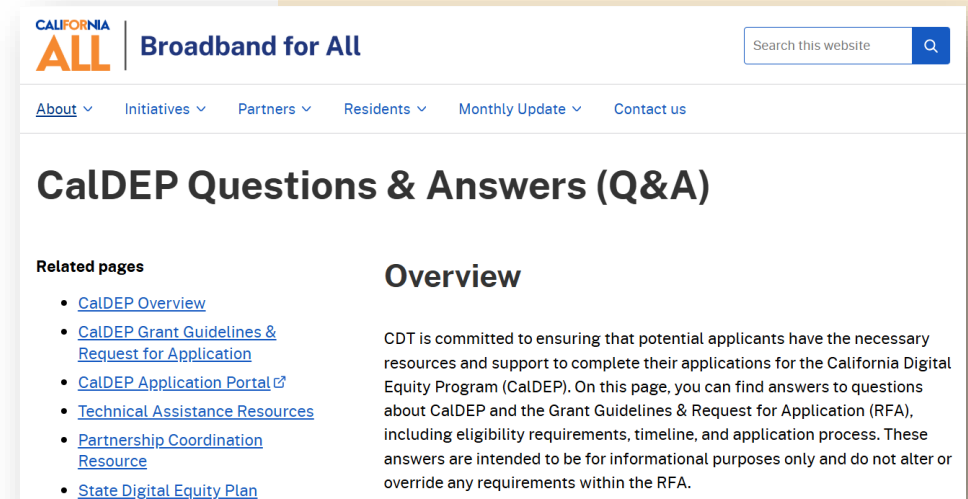 CALIFORNIA
ALL
Broadband for All
Search this website
About
Initiatives
Partners
Residents
Monthly Update
Contact us
CalDEP Questions & Answers (Q&A)
Related pages
CalDEP Overview
CalDEP Grant Guidelines &
Request for Application
CalDEP Application Portal
Technical Assistance Resources
Partnership Coordination
Resource
State Digital Equity Plan
Overview
CDT is committed to ensuring that potential applicants have the necessary
resources and support to complete their applications for the California Digital
Equity Program (CalDEP). On this page, you can find answers to questions
about CalDEP and the Grant Guidelines & Request for Application (RFA),
including eligibility requirements, timeline, and application process. These
answers are intended to be for informational purposes only and do not alter or
override any requirements within the RFA.